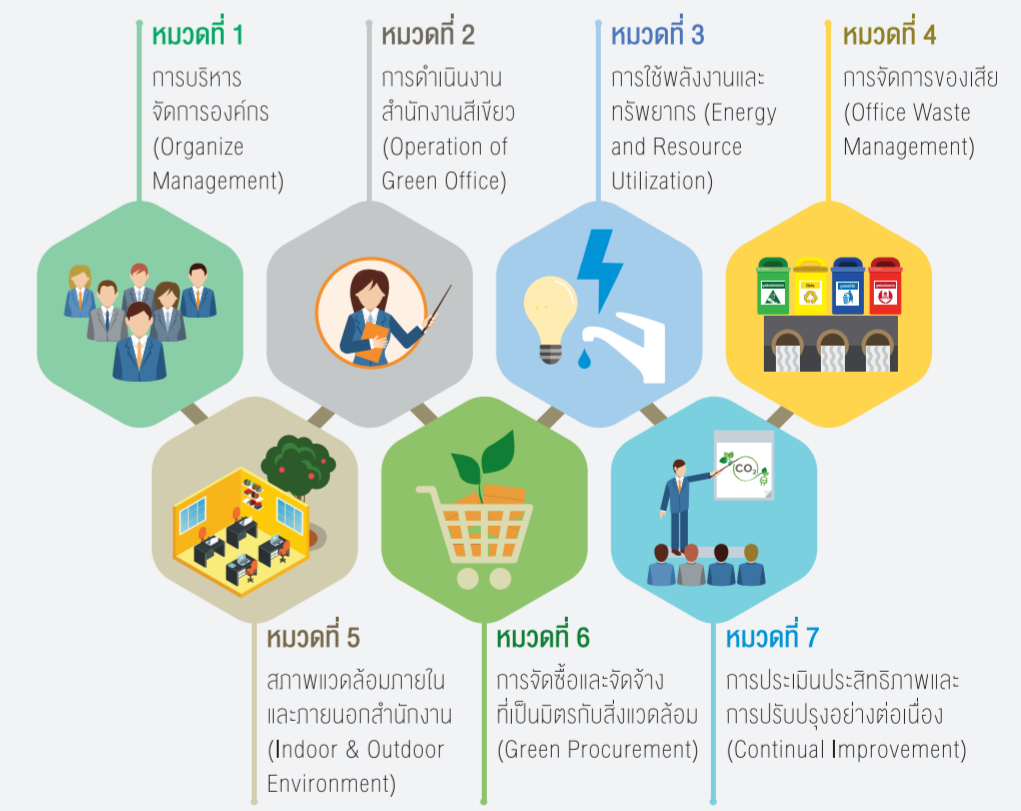 หมวดที่ 1
การบริหาร
จัดการองค์กร
(Organize
Management)
หมวดที่ 2
การดำเนินงาน
สำนักงานสีเขียว
(Operation of
Green Office)
หมวดที่ 3
การใช้พลังงานและ
ทรัพยากร (Energy
and Resource
Utilization)
หมวดที่ 4
การจัดการของเสีย
(Office Waste
Management)
CO₂
หมวดที่ 5
สภาพแวดล้อมภายใน
และภายนอกสำนักงาน
(Indoor & Outdoor
Environment)
หมวดที่ 6
การจัดซื้อและจัดจ้าง
ที่เป็นมิตรกับสิ่งแวดล้อม
(Green Procurement)
หมวดที่ 7
การประเมินประสิทธิภาพและ
การปรับปรุงอย่างต่อเนื่อง
(Continual Improvement)